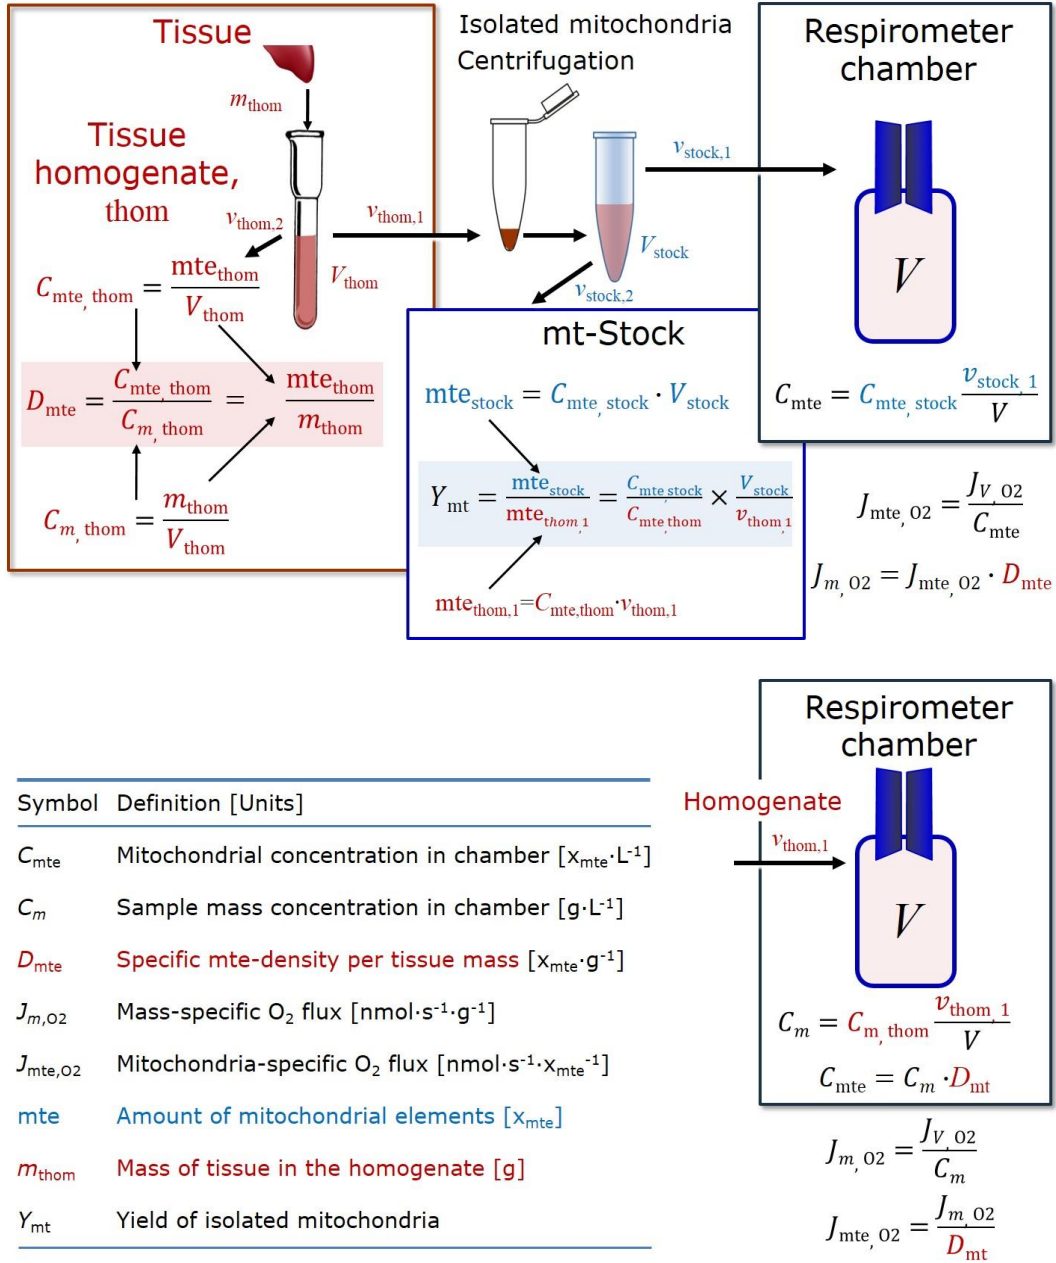 Tissue
m_thom
Tissue
homogenate,
thom
v_thom,2
v_thom,1
V_thom
C_mte, thom = mte_thom / V_thom
D_mte = C_mte, thom / C_m, thom = mte_thom / m_thom
C_m, thom = m_thom / V_thom
Isolated mitochondria
Centrifugation
v_stock,1
V_stock
v_stock,2
mt-Stock
mte_stock = C_mte, stock · V_stock
Y_mt = mte_stock / mte_thom,1 = C_mte,stock / C_mte,thom × V_stock / v_thom,1
mte_thom,1=C_mte,thom·v_thom,1
Respirometer
chamber
V
C_mte = C_mte, stock v_stock,1 / V
J_mte, O2 = J_V, O2 / C_mte
J_m, O2 = J_mte, O2 · D_mte
Symbol Definition [Units]
C_mte Mitochondrial concentration in chamber [x_mte·L⁻¹]
C_m Sample mass concentration in chamber [g·L⁻¹]
D_mte Specific mte-density per tissue mass [x_mte·g⁻¹]
J_m,O2 Mass-specific O₂ flux [nmol·s⁻¹·g⁻¹]
J_mte,O2 Mitochondria-specific O₂ flux [nmol·s⁻¹·x_mte⁻¹]
mte Amount of mitochondrial elements [x_mte]
m_thom Mass of tissue in the homogenate [g]
Y_mt Yield of isolated mitochondria
Respirometer
chamber
Homogenate
v_thom,1
V
C_m = C_m, thom v_thom, 1 / V
C_mte = C_m · D_mt
J_m, O2 = J_V, O2 / C_m
J_mte, O2 = J_m, O2 / D_mt